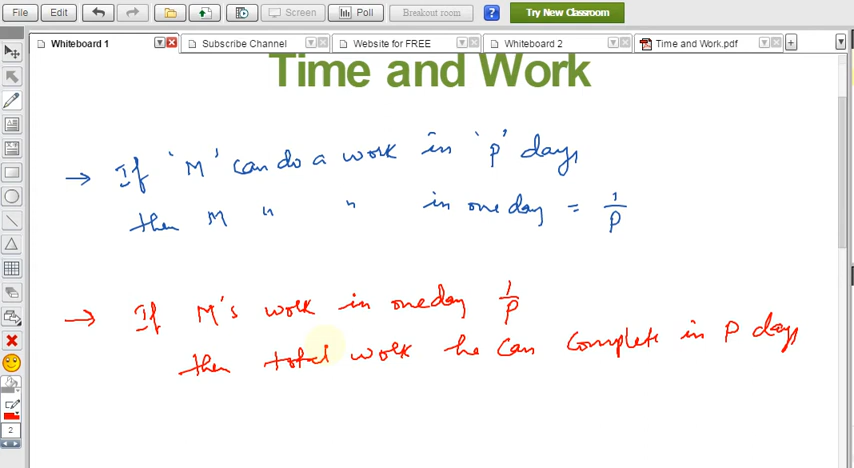 File Edit Screen Poll Breakout room ? Try New Classroom
Whiteboard 1 Subscribe Channel Website for FREE Whiteboard 2 Time and Work.pdf +
Time and Work
→ If 'M' can do a work in 'P' days
then M " " in one day = 1/P
→ If M's work in one day 1/P
then total work he can complete in P days
2